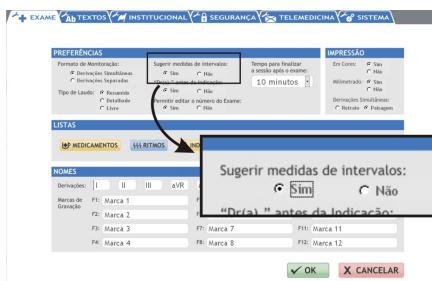 EXAME
TEXTOS
INSTITUCIONAL
SEGURANÇA
TELEMEDICINA
SISTEMA
PREFERÊNCIAS
Formato de Monitoração:
Derivações Simultâneas
Derivações Separadas
Tipo de Laudo:
Resumido
Detalhado
Livre
Sugerir medidas de intervalos:
Sim
Não
"Dr(a)." antes da Indicação:
Sim
Não
Permitir editar o número do Exame:
Sim
Não
Tempo para finalizar
a sessão após o exame:
10 minutos
IMPRESSÃO
Em Cores:
Sim
Não
Milimetrado:
Sim
Não
Derivações Simultâneas:
Retrato
Paisagem
LISTAS
MEDICAMENTOS
RITMOS
IND
Sugerir medidas de intervalos:
Sim
Não
"Dr(a)." antes da Indicação:
NOMES
Derivações:
I
II
III
aVR
Marcas de
Gravação
F1: Marca 1
F2: Marca 2
F3: Marca 3
F7: Marca 7
F11: Marca 11
F4: Marca 4
F8: Marca 8
F12: Marca 12
OK
CANCELAR